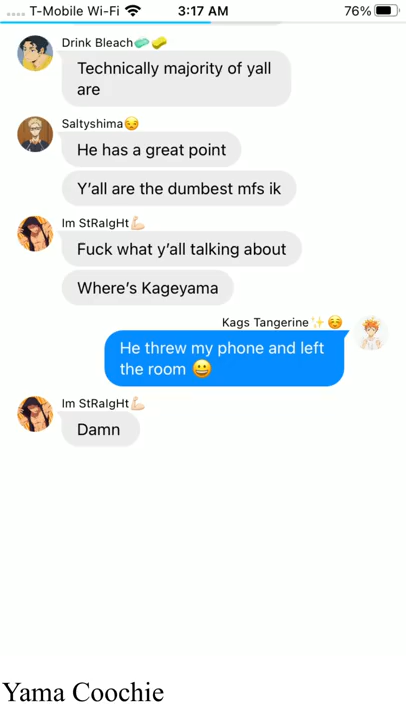 T-Mobile Wi-Fi 3:17 AM 76%
Drink Bleach🧼🧽
Technically majority of yall
are
Saltyshima😒
He has a great point
Y'all are the dumbest mfs ik
Im StRaIgHt💪🏻
Fuck what y'all talking about
Where's Kageyama
Kags Tangerine✨☺️
He threw my phone and left
the room 😀
Im StRaIgHt💪🏻
Damn
Yama Coochie